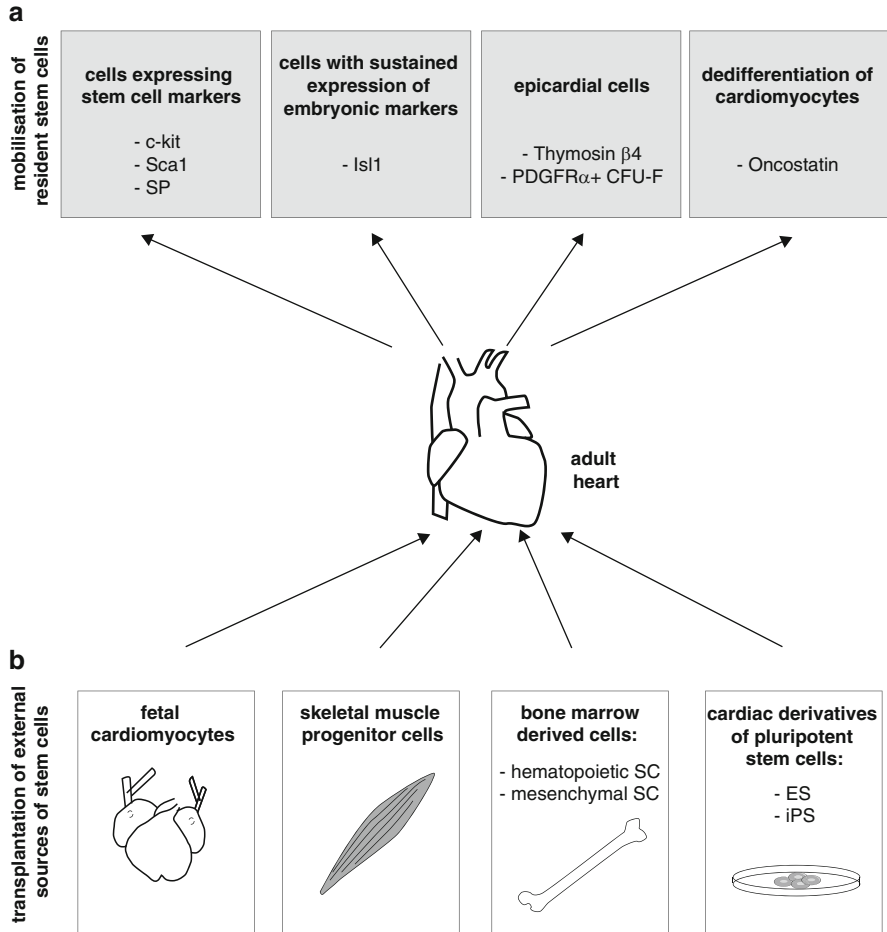 a
mobilisation of
resident stem cells
cells expressing
stem cell markers
- c-kit
- Sca1
- SP
cells with sustained
expression of
embryonic markers
- Isl1
epicardial cells
- Thymosin β4
- PDGFRα+ CFU-F
dedifferentiation of
cardiomyocytes
- Oncostatin
adult
heart
b
transplantation of external
sources of stem cells
fetal
cardiomyocytes
skeletal muscle
progenitor cells
bone marrow
derived cells:
- hematopoietic SC
- mesenchymal SC
cardiac derivatives
of pluripotent
stem cells:
- ES
- iPS